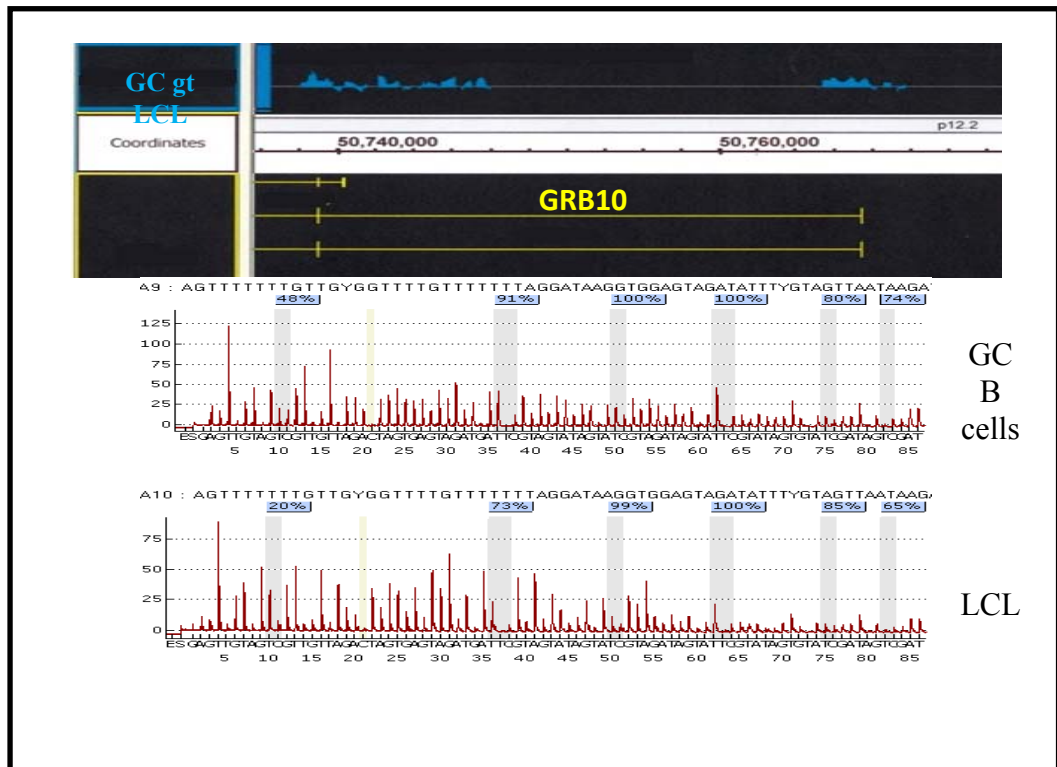 GC gt
LCL
p12.2
Coordinates
50,740,000 50,760,000
GRB10
A9 : AGTTTTTTTGTTGYGGTTTTGTTTTTTTAGGATAAGGTGGAGTAGATATTTYGTAGTTAATAAGA
48% 91% 100% 100% 80% 74%
125
100
75
50
25
0
5 10 15 20 25 30 35 40 45 50 55 60 65 70 75 80 85
GC
B
cells
A10 : AGTTTTTTTGTTGYGGTTTTGTTTTTTTAGGATAAGGTGGAGTAGATATTTYGTAGTTAATAAG
20% 73% 99% 100% 85% 65%
75
50
25
0
5 10 15 20 25 30 35 40 45 50 55 60 65 70 75 80 85
LCL